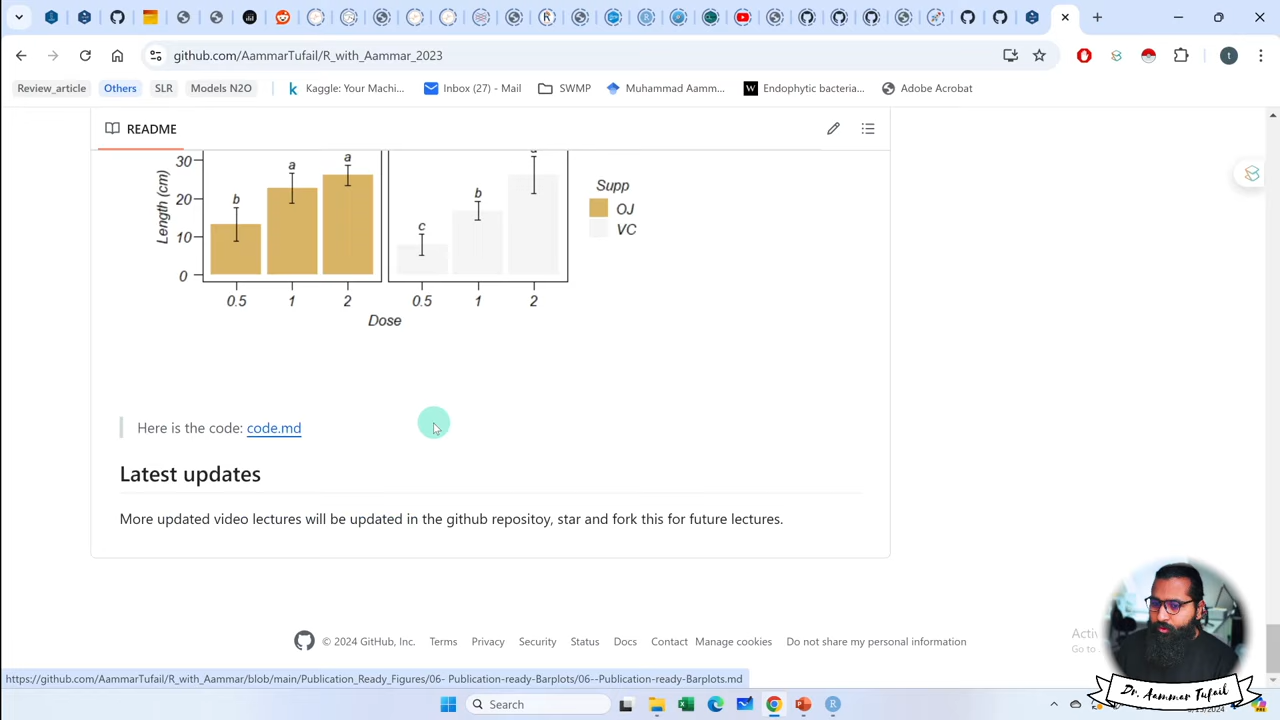 github.com/AammarTufail/R_with_Aammar_2023
Review_article
Others
SLR
Models N2O
Kaggle: Your Machi...
Inbox (27) - Mail
SWMP
Muhammad Aamm...
Endophytic bacteria...
Adobe Acrobat
README
Length (cm)
30
20
10
0
b
a
a
c
b
0.5
1
2
0.5
1
2
Dose
Supp
OJ
VC
Here is the code: code.md
Latest updates
More updated video lectures will be updated in the github repositoy, star and fork this for future lectures.
© 2024 GitHub, Inc.
Terms
Privacy
Security
Status
Docs
Contact
Manage cookies
Do not share my personal information
Go to
https://github.com/AammarTufail/R_with_Aammar/blob/main/Publication_Ready_Figures/06- Publication-ready-Barplots/06--Publication-ready-Barplots.md
Search
Dr. Aammar Tufail